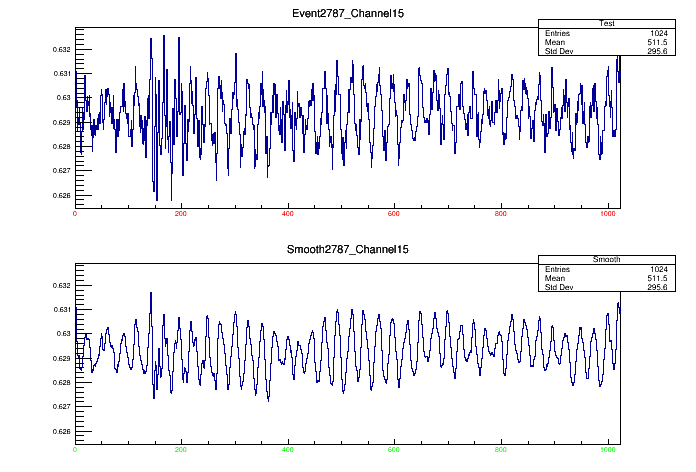 Event2787_Channel15
Test
Entries 1024
Mean 511.5
Std Dev 295.6
0.632
0.631
0.63
0.629
0.628
0.627
0.626
0 200 400 600 800 1000
Smooth2787_Channel15
Smooth
Entries 1024
Mean 511.5
Std Dev 295.6
0.632
0.631
0.63
0.629
0.628
0.627
0.626
0 200 400 600 800 1000